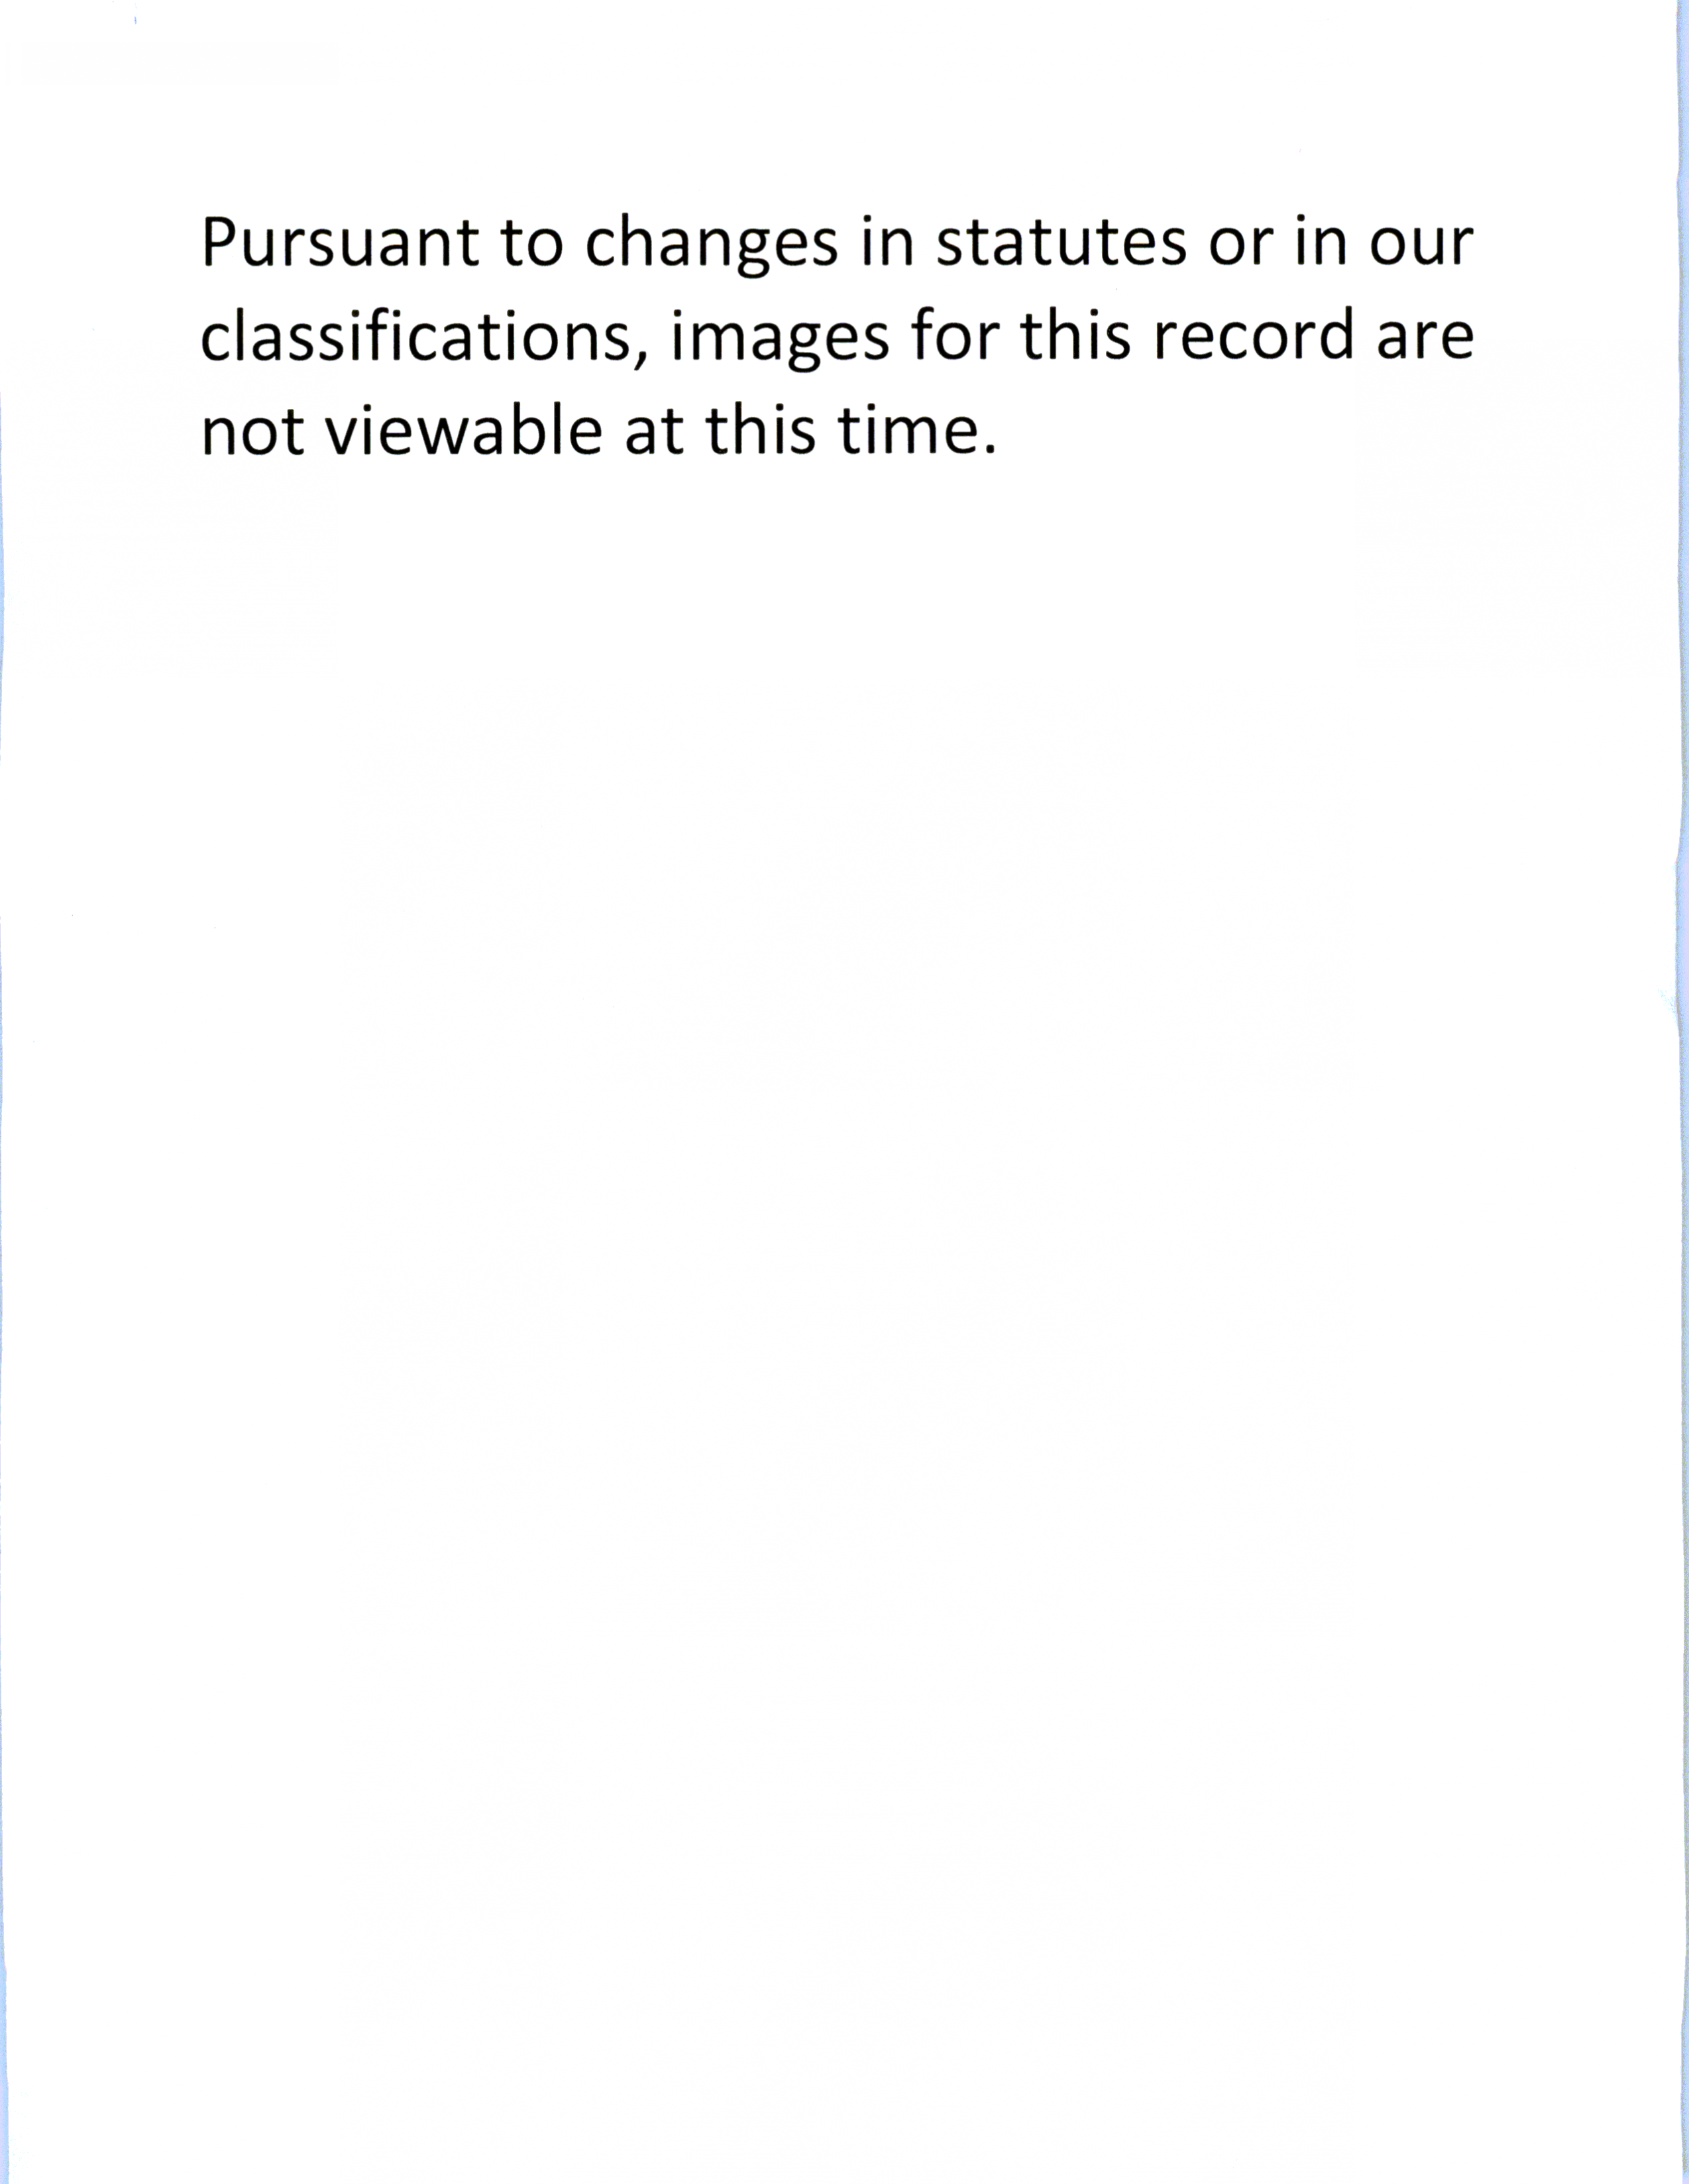 Pursuant to changes in statutes or in our
classifications, images for this record are
not viewable at this time.